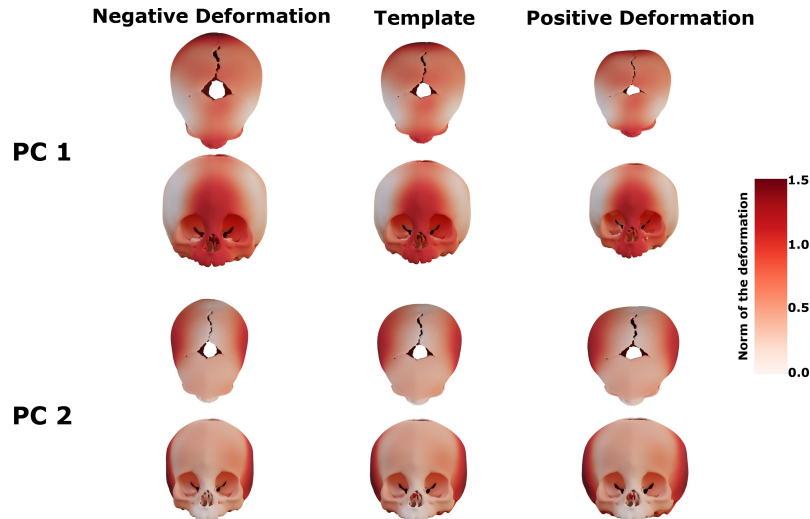 Negative Deformation
Template
Positive Deformation
PC 1
PC 2
Norm of the deformation
1.5
1.0
0.5
0.0